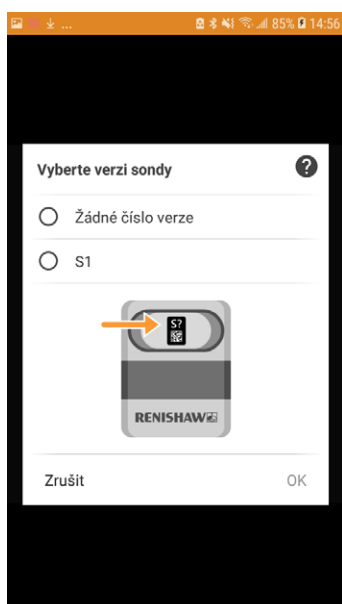 ... 85% 14:56
Vyberte verzi sondy
?
Žádné číslo verze
S1
S?
RENISHAW
Zrušit OK